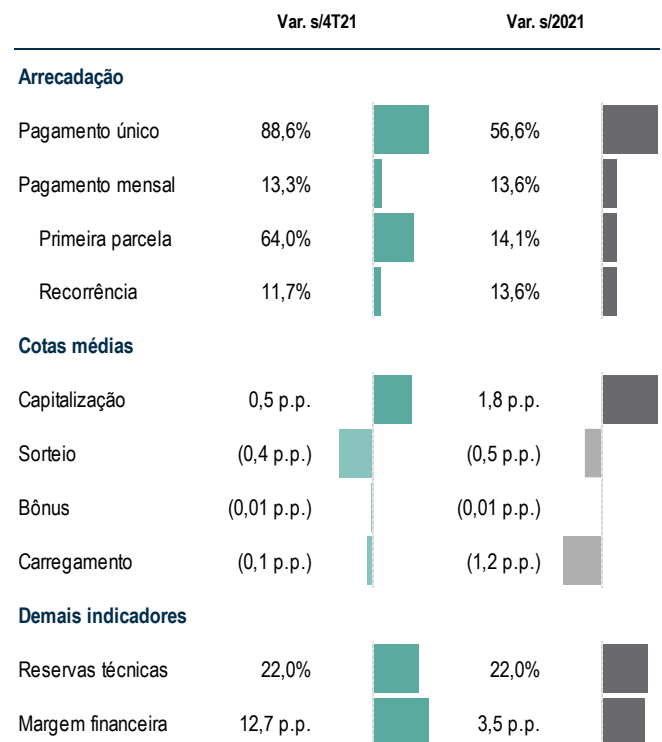 Var. s/4T21 Var. s/2021
Arrecadação
Pagamento único 88,6% 56,6%
Pagamento mensal 13,3% 13,6%
Primeira parcela 64,0% 14,1%
Recorrência 11,7% 13,6%
Cotas médias
Capitalização 0,5 p.p. 1,8 p.p.
Sorteio (0,4 p.p.) (0,5 p.p.)
Bônus (0,01 p.p.) (0,01 p.p.)
Carregamento (0,1 p.p.) (1,2 p.p.)
Demais indicadores
Reservas técnicas 22,0% 22,0%
Margem financeira 12,7 p.p. 3,5 p.p.